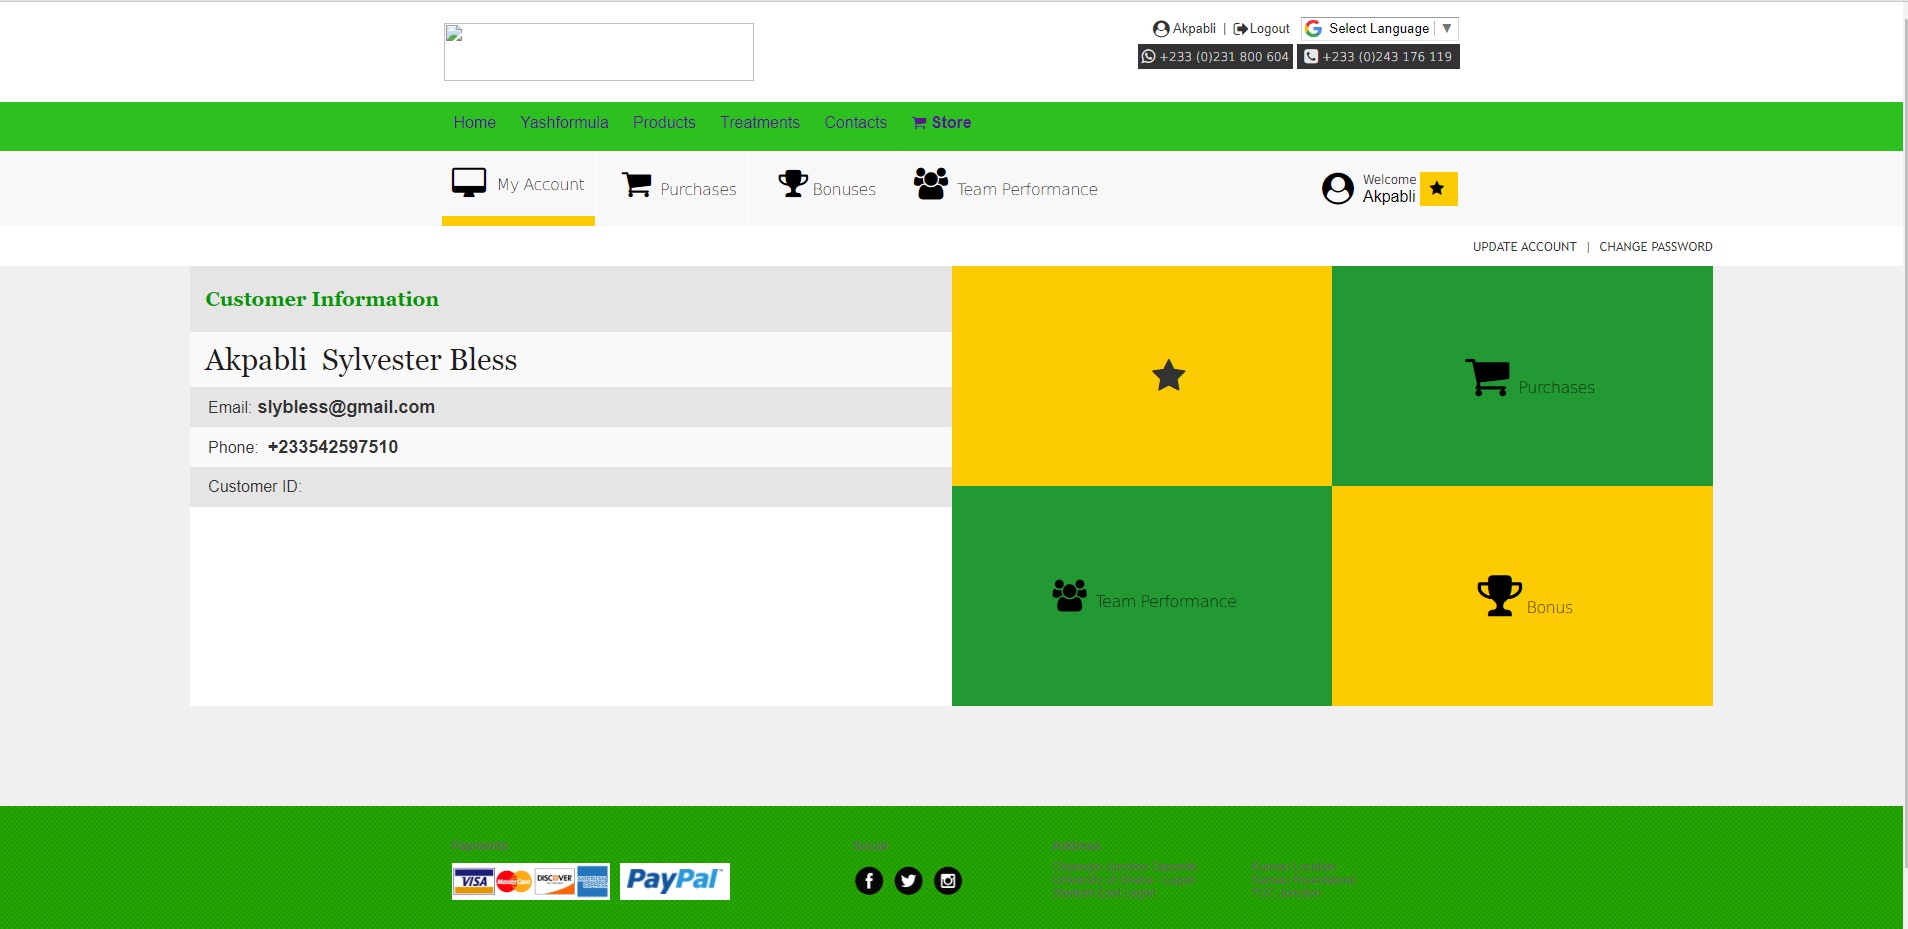 Akpabli | Logout Select Language ▼
+233 (0)231 800 604 +233 (0)243 176 119
Home Yashformula Products Treatments Contacts Store
My Account Purchases Bonuses Team Performance
Welcome
Akpabli
UPDATE ACCOUNT | CHANGE PASSWORD
Customer Information
Akpabli Sylvester Bless
Email: slybless@gmail.com
Phone: +233542597510
Customer ID:
Purchases
Team Performance
Bonus
Payments Social Address
VISA MasterCard DISCOVER AMERICAN EXPRESS PayPal